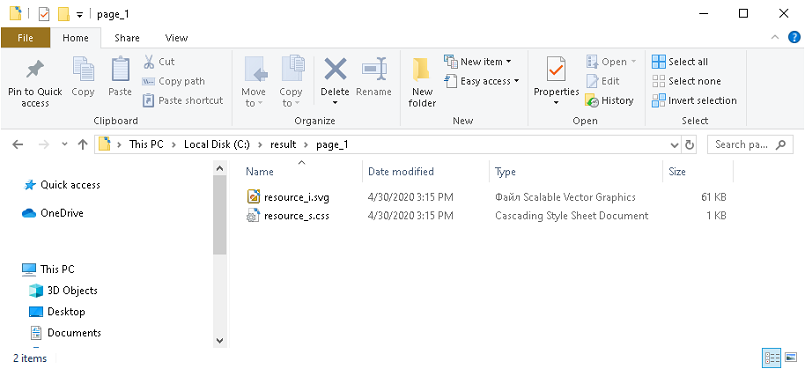 page_1
File Home Share View
Pin to Quick access
Copy
Paste
Cut
Copy path
Paste shortcut
Clipboard
Move to
Copy to
Delete
Rename
Organize
New folder
New item
Easy access
New
Properties
Open
Edit
History
Open
Select all
Select none
Invert selection
Select
This PC > Local Disk (C:) > result > page_1
Search pa...
Name Date modified Type Size
resource_i.svg 4/30/2020 3:15 PM Файл Scalable Vector Graphics 61 KB
resource_s.css 4/30/2020 3:15 PM Cascading Style Sheet Document 1 KB
Quick access
OneDrive
This PC
3D Objects
Desktop
Documents
2 items